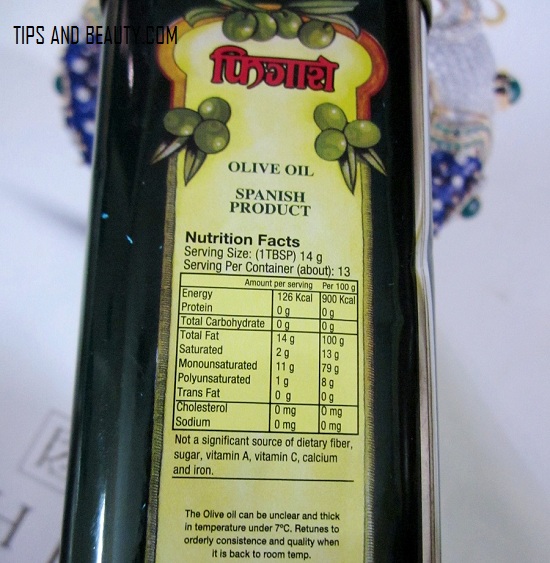 TIPS AND BEAUTY.COM
फिगारो
OLIVE OIL
SPANISH
PRODUCT
Nutrition Facts
Serving Size: (1TBSP) 14 g
Serving Per Container (about): 13
Amount per serving Per 100 g
Energy 126 Kcal 900 Kcal
Protein 0 g 0 g
Total Carbohydrate 0 g 0 g
Total Fat 14 g 100 g
Saturated 2 g 13 g
Monounsaturated 11 g 79 g
Polyunsaturated 1 g 8 g
Trans Fat 0 g 0 g
Cholesterol 0 mg 0 mg
Sodium 0 mg 0 mg
Not a significant source of dietary fiber,
sugar, vitamin A, vitamin C, calcium
and iron.
The Olive oil can be unclear and thick
in temperature under 7ºC. Retunes to
orderly consistence and quality when
it is back to room temp.